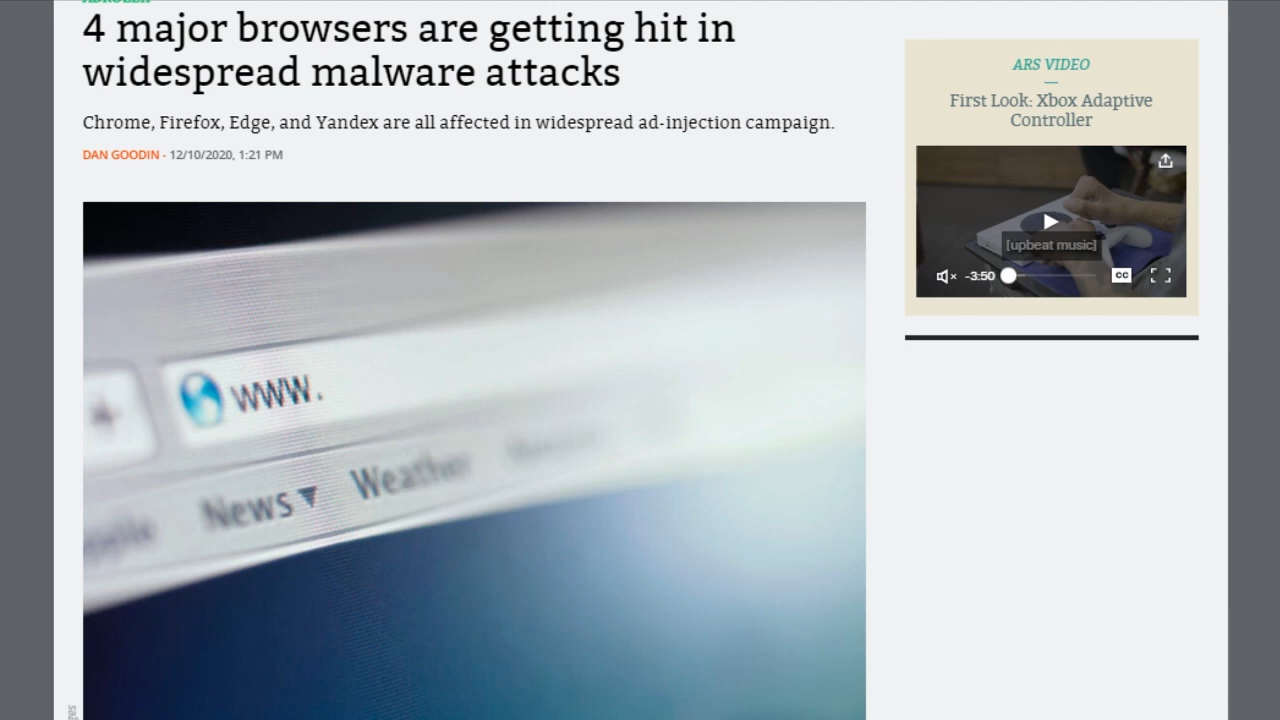 4 major browsers are getting hit in
widespread malware attacks
Chrome, Firefox, Edge, and Yandex are all affected in widespread ad-injection campaign.
DAN GOODIN - 12/10/2020, 1:21 PM
www.
News ▼ Weather
ARS VIDEO
First Look: Xbox Adaptive
Controller
[upbeat music]
-3:50
CC